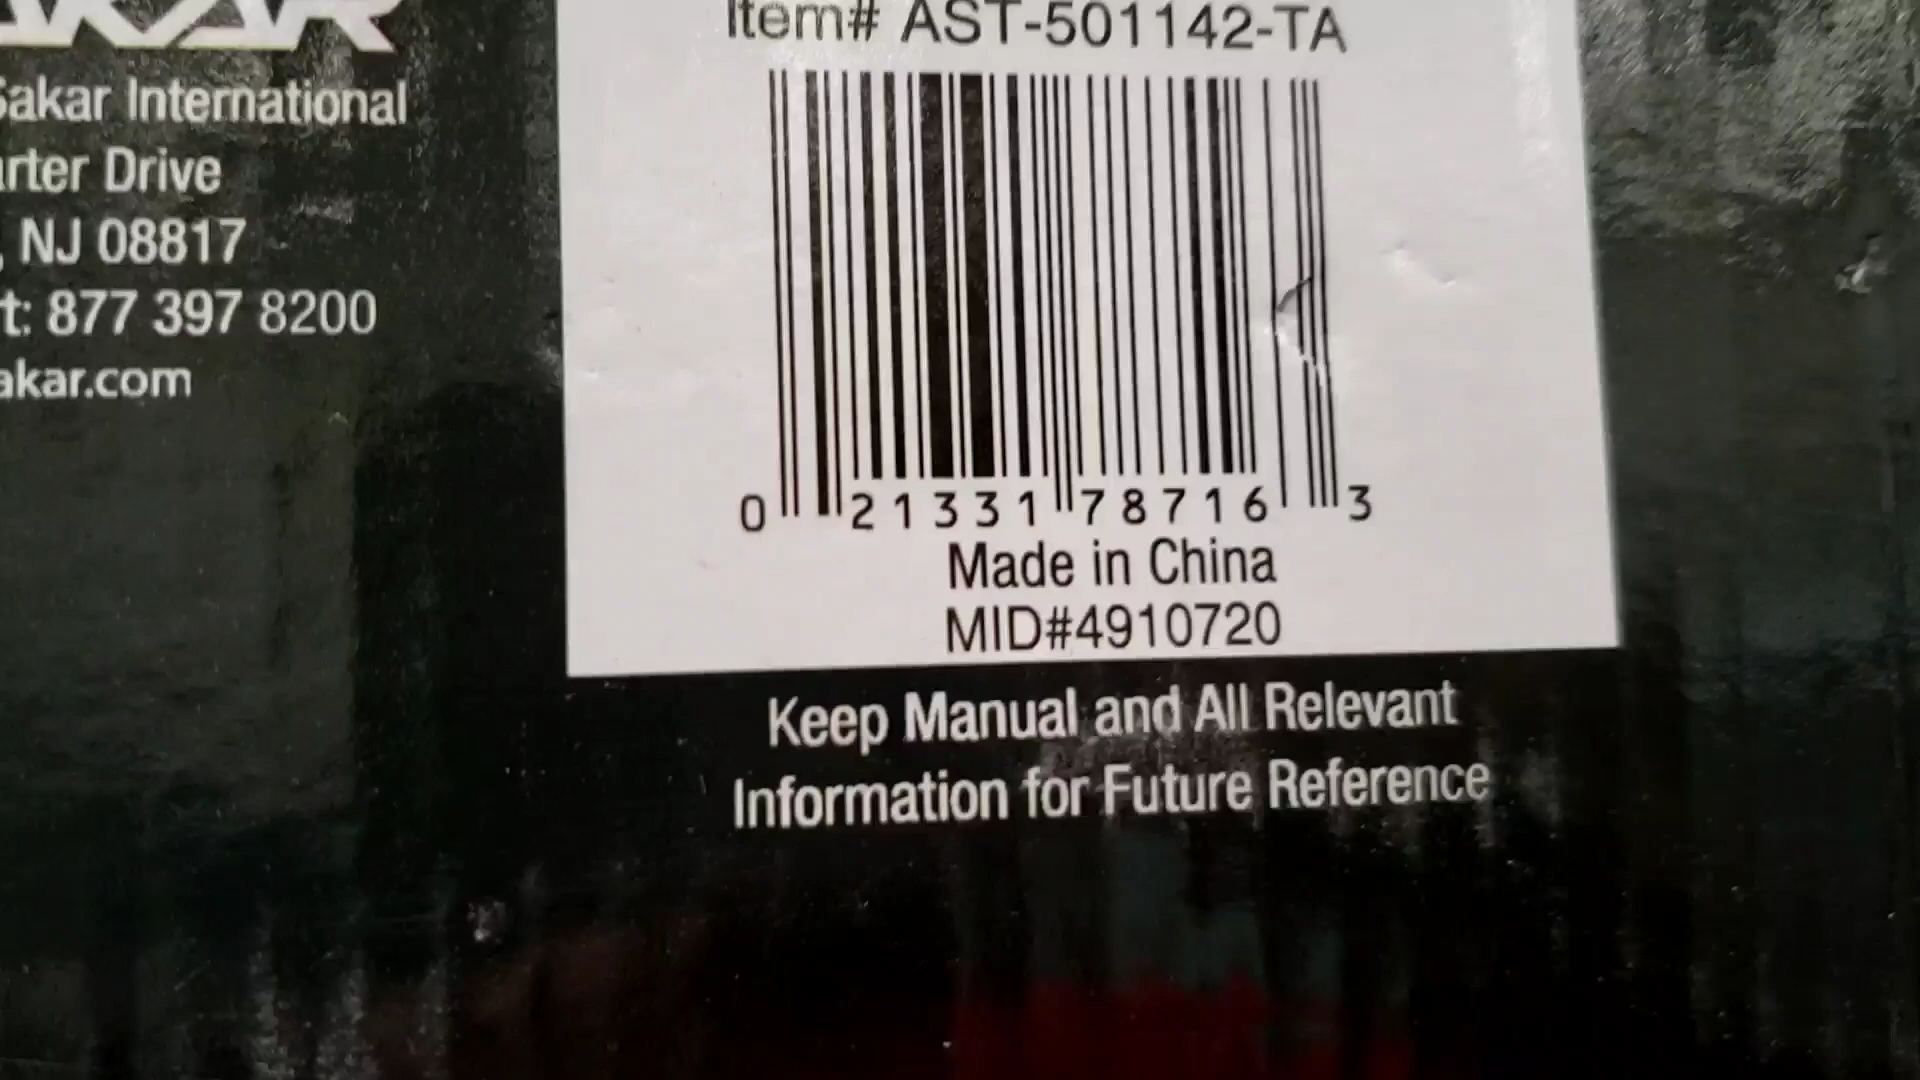 Sakar International
Drive
, NJ 08817
t: 877 397 8200
akar.com
Item# AST-501142-TA
0 21331 78716 3
Made in China
MID#4910720
Keep Manual and All Relevant
Information for Future Reference